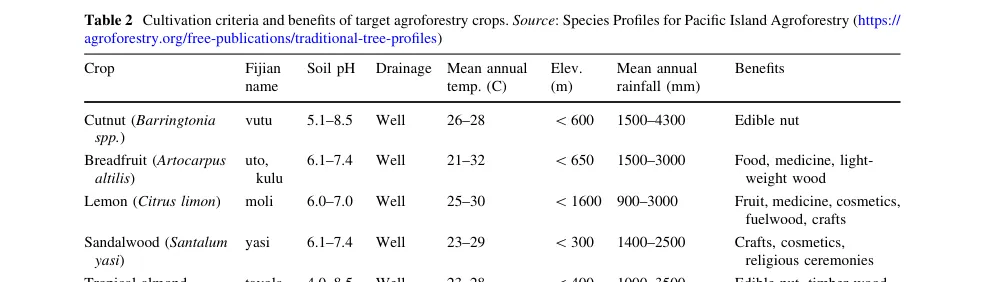 Table 2 Cultivation criteria and benefits of target agroforestry crops. Source: Species Profiles for Pacific Island Agroforestry (https://
agroforestry.org/free-publications/traditional-tree-profiles)
Crop Fijian name Soil pH Drainage Mean annual temp. (C) Elev. (m) Mean annual rainfall (mm) Benefits
Cutnut (Barringtonia spp.) vutu 5.1–8.5 Well 26–28 < 600 1500–4300 Edible nut
Breadfruit (Artocarpus altilis) uto, kulu 6.1–7.4 Well 21–32 < 650 1500–3000 Food, medicine, light-weight wood
Lemon (Citrus limon) moli 6.0–7.0 Well 25–30 < 1600 900–3000 Fruit, medicine, cosmetics, fuelwood, crafts
Sandalwood (Santalum yasi) yasi 6.1–7.4 Well 23–29 < 300 1400–2500 Crafts, cosmetics, religious ceremonies